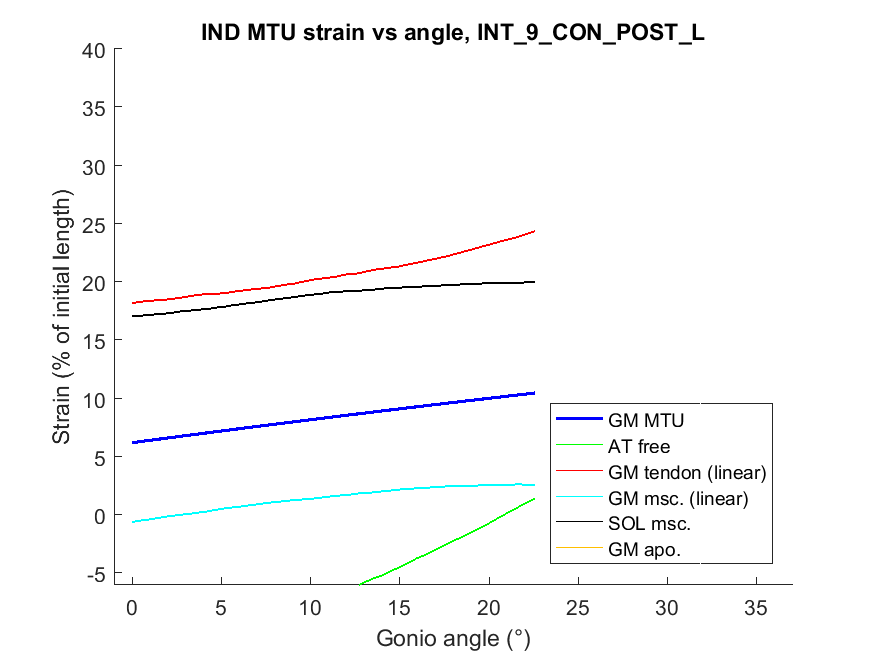 IND MTU strain vs angle, INT_9_CON_POST_L
Strain (% of initial length)
40
35
30
25
20
15
10
5
0
-5
0 5 10 15 20 25 30 35
Gonio angle (°)
GM MTU
AT free
GM tendon (linear)
GM msc. (linear)
SOL msc.
GM apo.